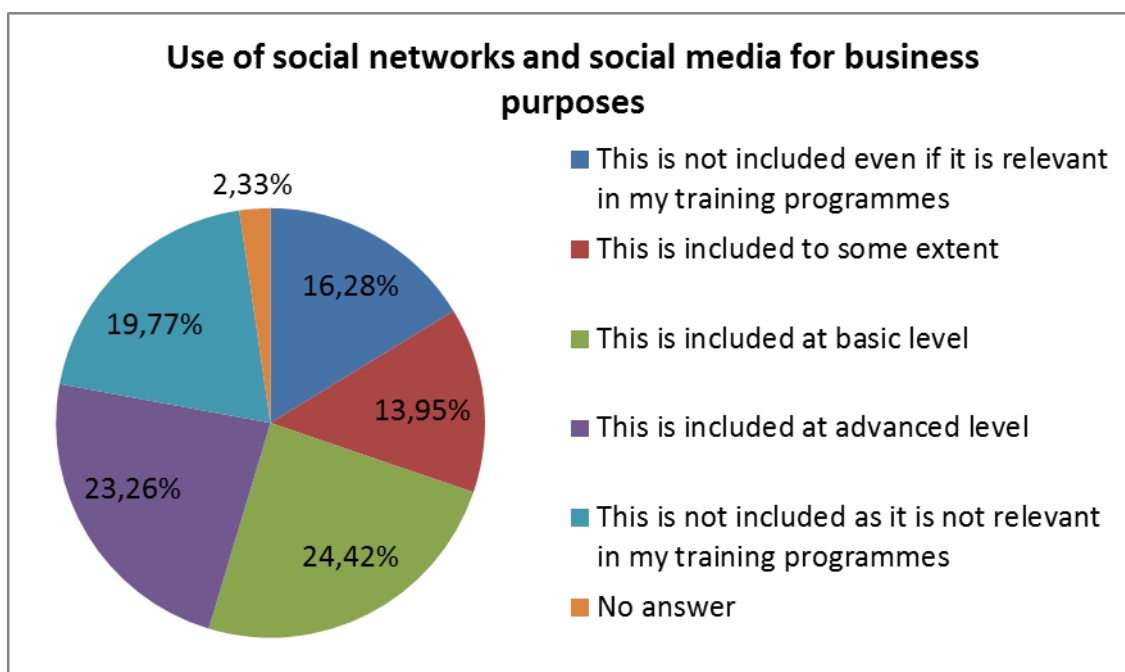 Use of social networks and social media for business
purposes
2,33%
16,28%
13,95%
24,42%
23,26%
19,77%
This is not included even if it is relevant
in my training programmes
This is included to some extent
This is included at basic level
This is included at advanced level
This is not included as it is not relevant
in my training programmes
No answer